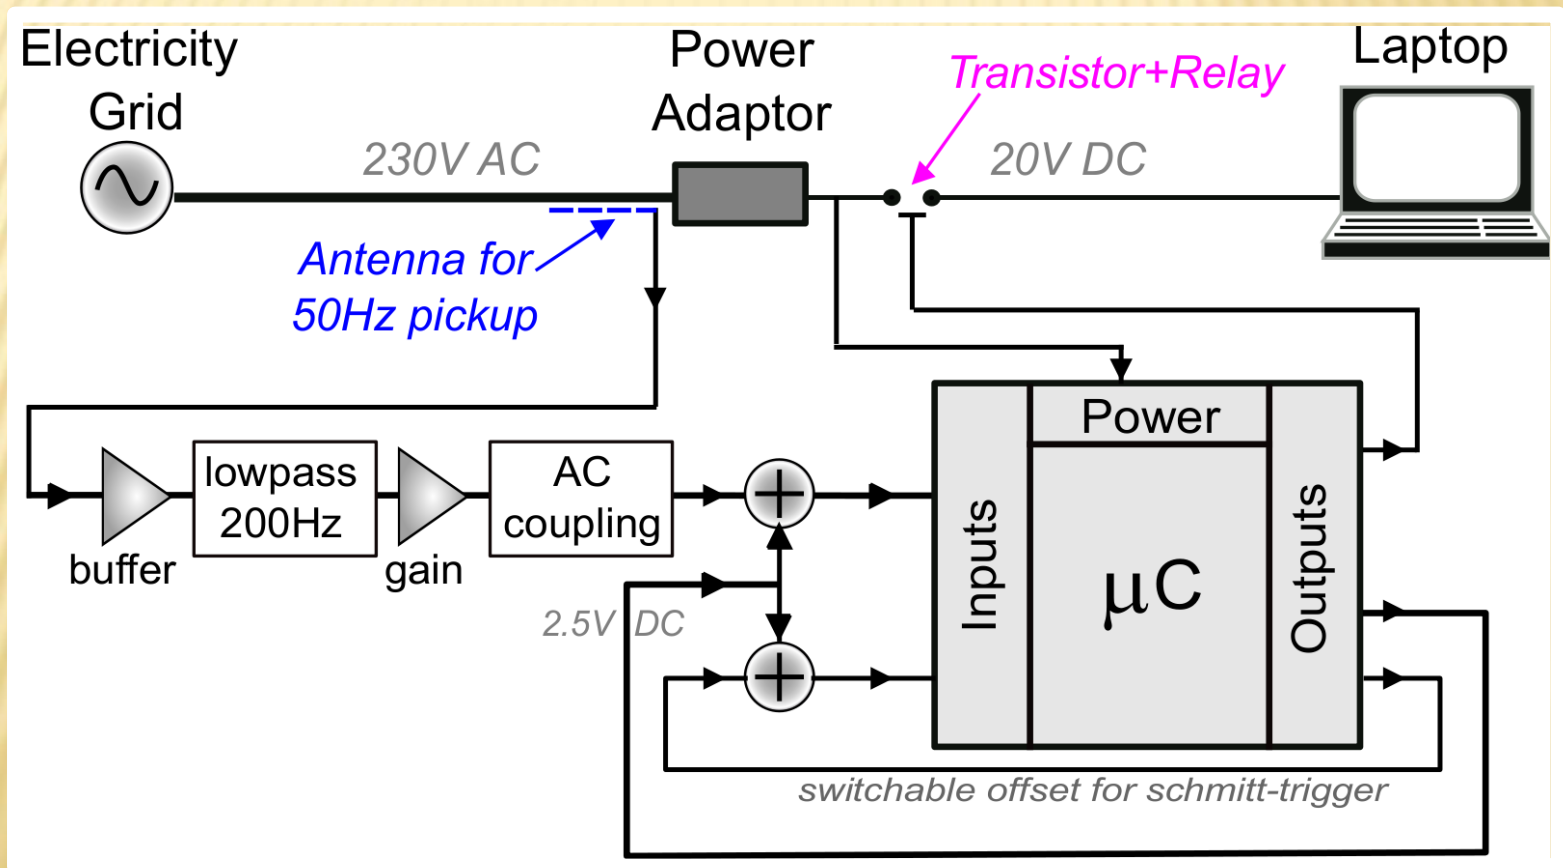 Electricity
Grid
230V AC
Power
Adaptor
Transistor+Relay
20V DC
Laptop
Antenna for
50Hz pickup
buffer
lowpass
200Hz
gain
AC
coupling
2.5V DC
Inputs
Power
μC
Outputs
switchable offset for schmitt-trigger